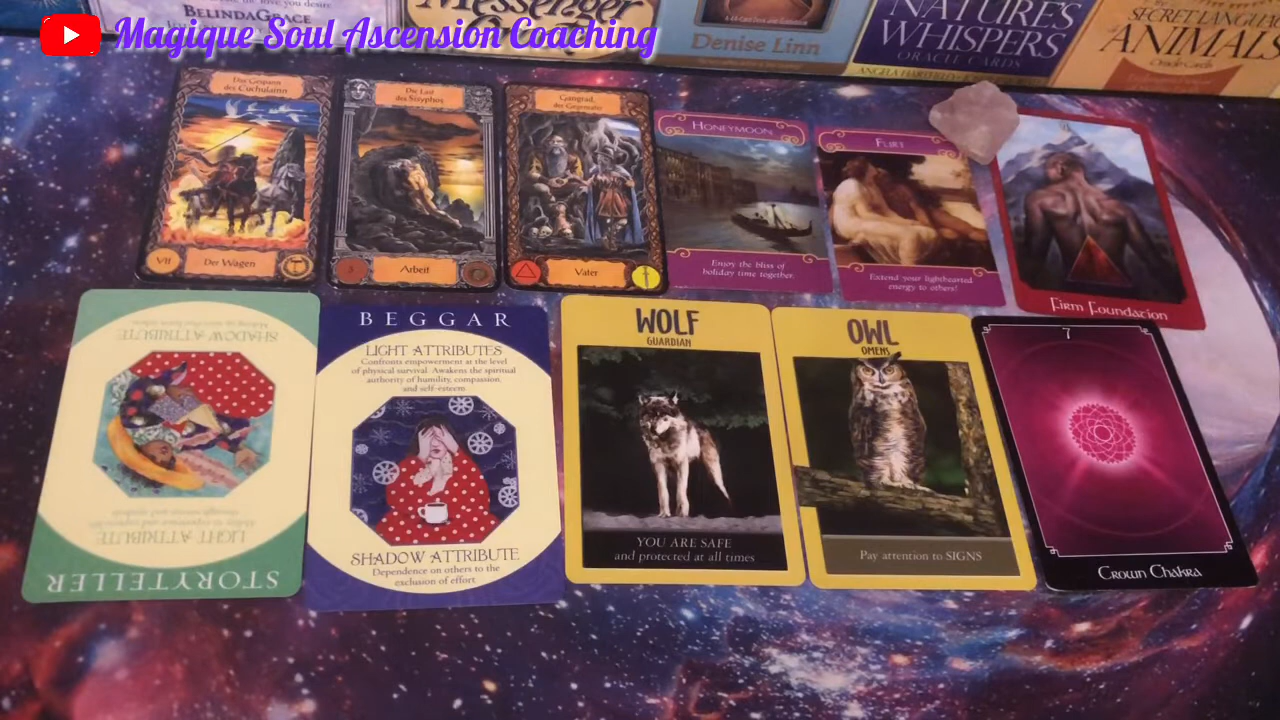 BELINDAGRACE
Messenger
Denise Linn
NATURE'S
WHISPERS
ORACLE CARDS
SECRET LANGUAGE
ANIMALS
Oracle Cards
Magique Soul Ascension Coaching
Das Gespann
des Cuchulainn
VII
Der Wagen
Die Last
des Sisyphos
3
Arbeit
Gangrad,
der Gegenrater
Vater
HONEYMOON
Enjoy the bliss of
holiday time together.
FLIRT
Extend your lighthearted
energy to others!
Firm Foundation
SHADOW ATTRIBUTE
LIGHT ATTRIBUTE
STORYTELLER
BEGGAR
LIGHT ATTRIBUTES
Confronts empowerment at the level
of physical survival. Awakens the spiritual
authority of humility, compassion,
and self-esteem
SHADOW ATTRIBUTE
Dependence on others to the
exclusion of effort
WOLF
GUARDIAN
YOU ARE SAFE
and protected at all times
OWL
OMENS
Pay attention to SIGNS
7
Crown Chakra